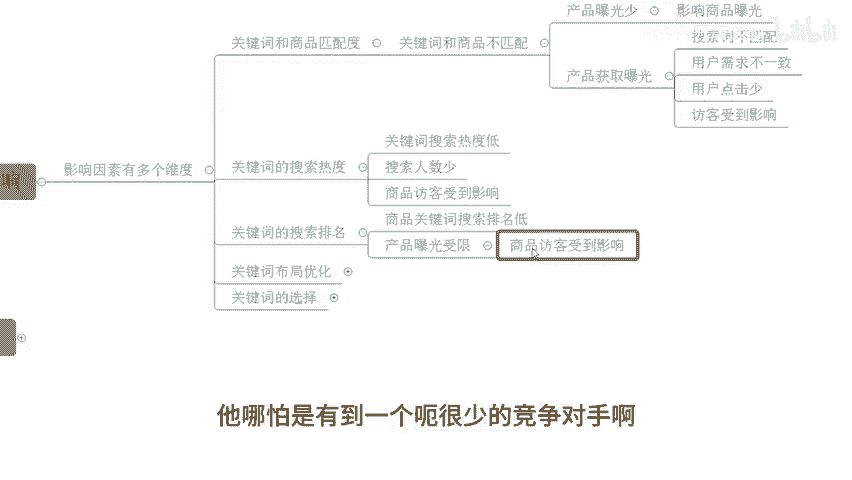 产品曝光少
影响商品曝光
bilibili
关键词和商品匹配度
关键词和商品不匹配
搜索词不匹配
用户需求不一致
产品获取曝光
用户点击少
访客受到影响
关键词搜索热度低
影响因素有多个维度
关键词的搜索热度
搜索人数少
商品访客受到影响
商品关键词搜索排名低
关键词的搜索排名
产品曝光受限
商品访客受到影响
关键词布局优化
关键词的选择
他哪怕是有到一个呃很少的竞争对手啊